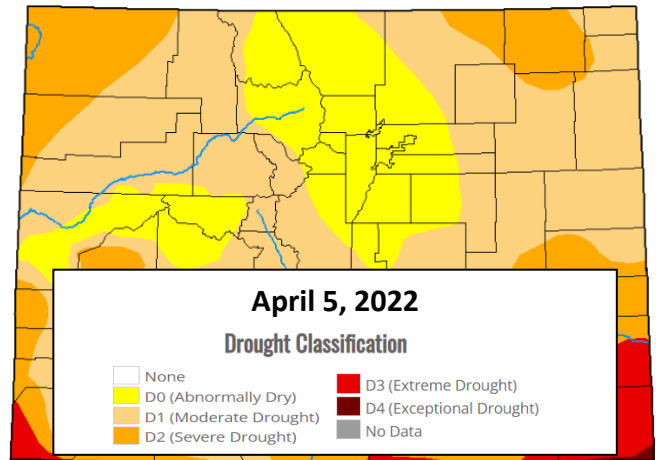 April 5, 2022
Drought Classification
None
D0 (Abnormally Dry)
D1 (Moderate Drought)
D2 (Severe Drought)
D3 (Extreme Drought)
D4 (Exceptional Drought)
No Data